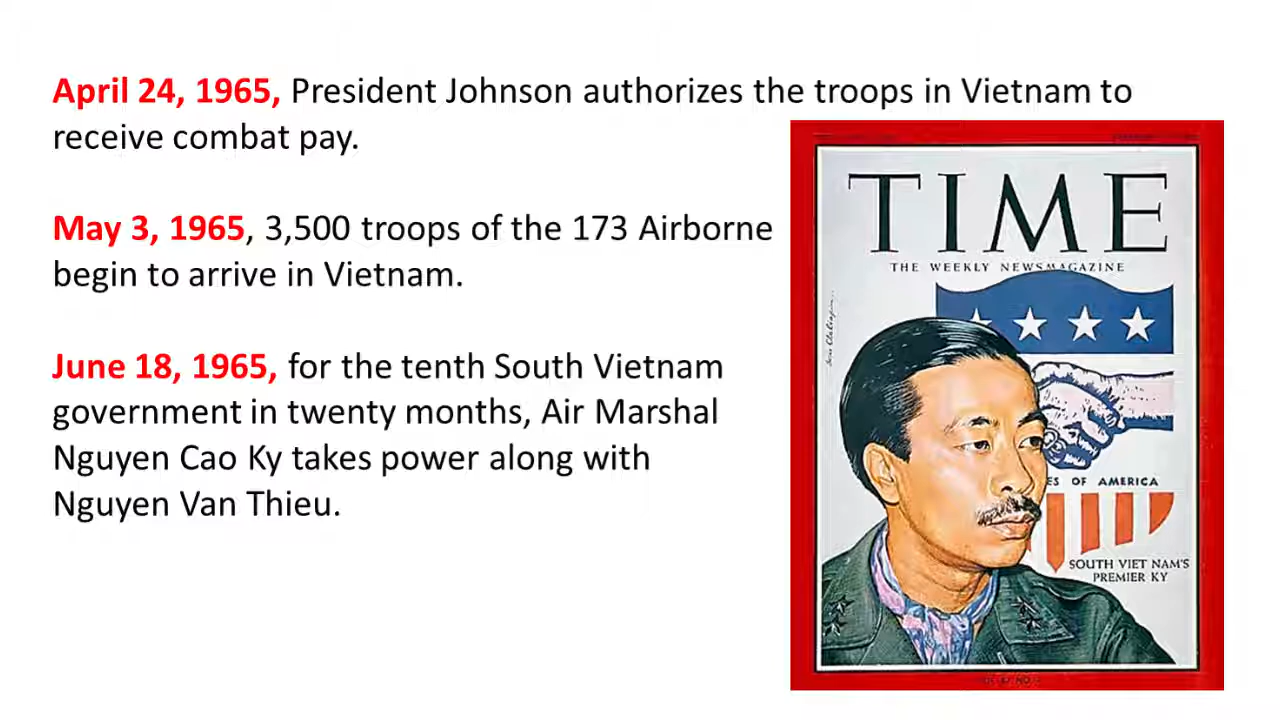 April 24, 1965, President Johnson authorizes the troops in Vietnam to
receive combat pay.
May 3, 1965, 3,500 troops of the 173 Airborne
begin to arrive in Vietnam.
June 18, 1965, for the tenth South Vietnam
government in twenty months, Air Marshal
Nguyen Cao Ky takes power along with
Nguyen Van Thieu.
TIME
THE WEEKLY NEWSMAGAZINE
ES OF AMERICA
SOUTH VIET NAM'S
PREMIER KY